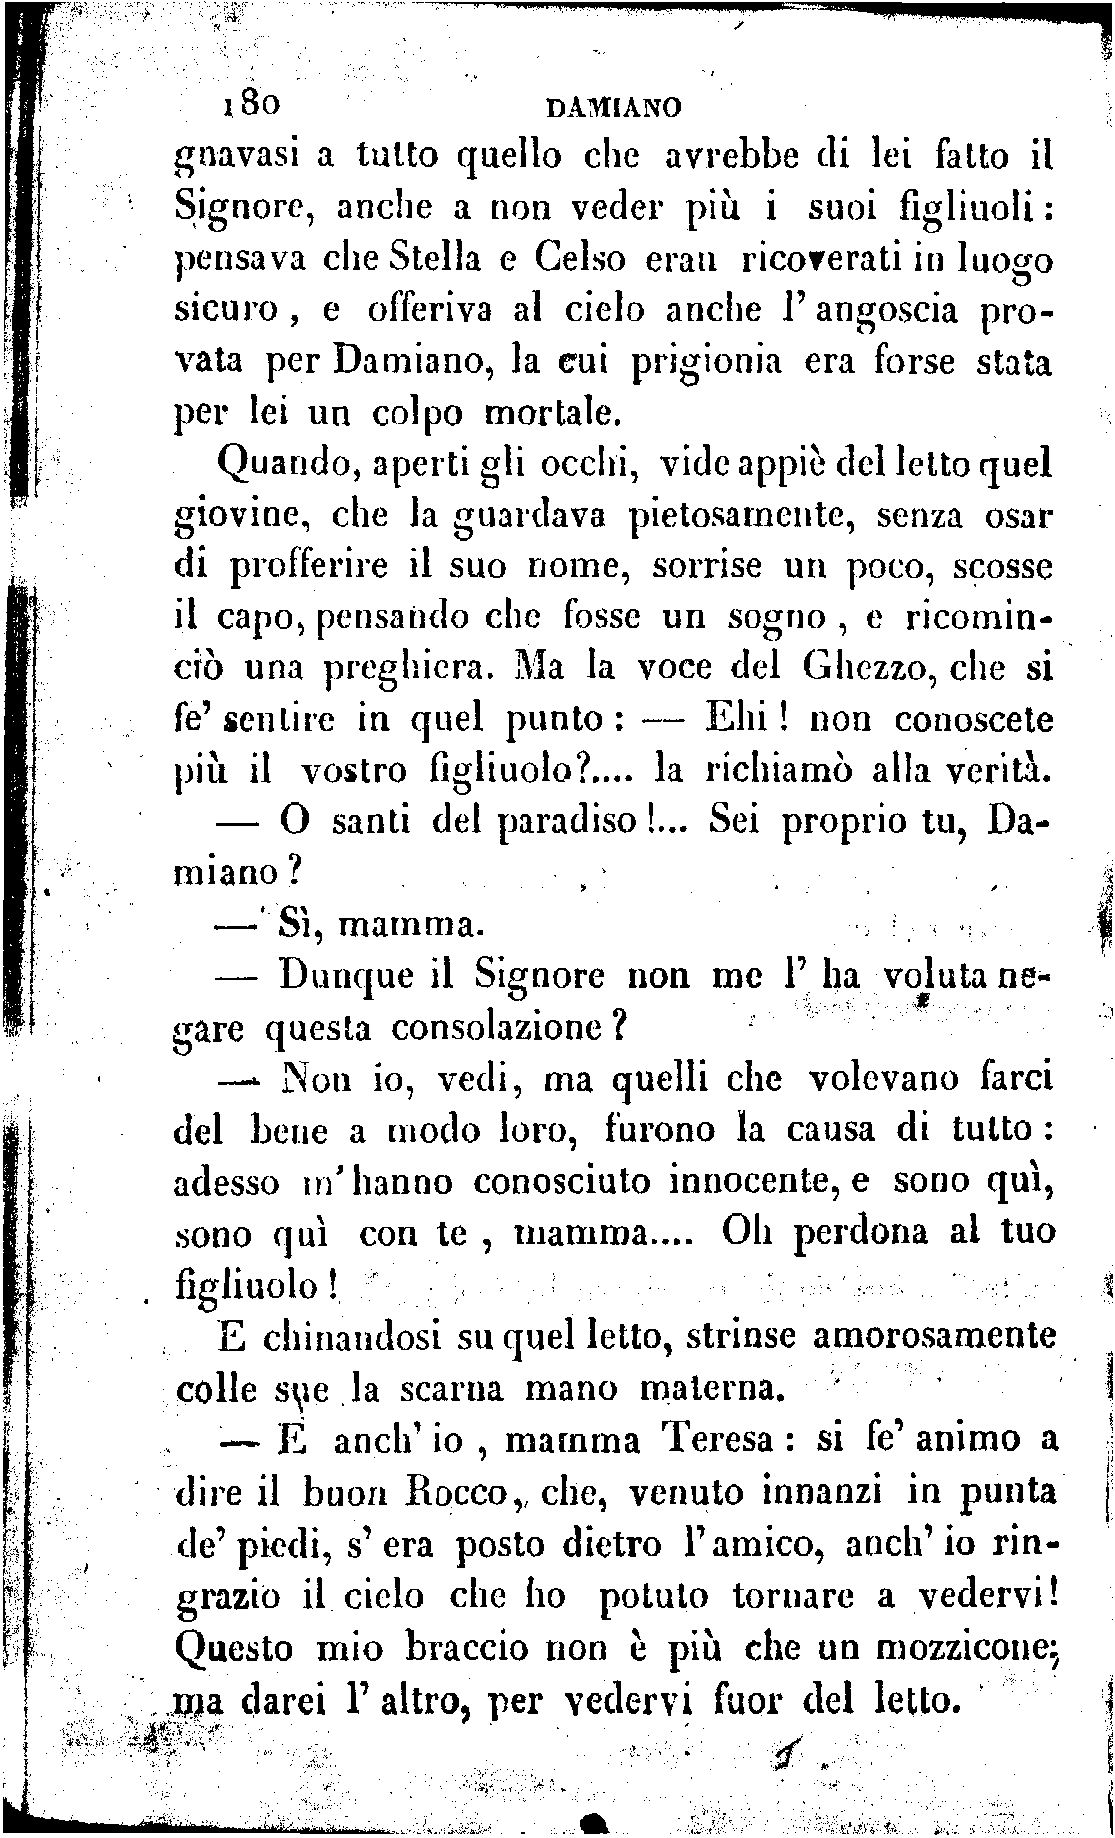 180 DAMIANO
gnavasi a tutto quello che avrebbe di lei fatto il
Signore, anche a non veder più i suoi figliuoli :
pensava che Stella e Celso eran ricoverati in luogo
sicuro , e offeriva al cielo anche l' angoscia pro-
vata per Damiano, la cui prigionia era forse stata
per lei un colpo mortale.
Quando, aperti gli occhi, vide appiè del letto quel
giovine, che la guardava pietosamente, senza osar
di profferire il suo nome, sorrise un poco, scosse
il capo, pensando che fosse un sogno , e ricomin-
ciò una preghiera. Ma la voce del Ghezzo, che si
fe' sentire in quel punto : — Ehi ! non conoscete
più il vostro figliuolo?.... la richiamò alla verità.
— O santi del paradiso !... Sei proprio tu, Da-
miano ?
— Sì, mamma.
— Dunque il Signore non me l' ha voluta ne-
gare questa consolazione ?
— Non io, vedi, ma quelli che volevano farci
del bene a modo loro, furono la causa di tutto :
adesso m' hanno conosciuto innocente, e sono quì,
sono quì con te , mamma.... Oh perdona al tuo
figliuolo !
E chinandosi su quel letto, strinse amorosamente
colle sue la scarna mano materna.
— E anch' io , mamma Teresa : si fe' animo a
dire il buon Rocco, che, venuto innanzi in punta
de' piedi, s' era posto dietro l' amico, anch' io rin-
grazio il cielo che ho potuto tornare a vedervi!
Questo mio braccio non è più che un mozzicone;
ma darei l' altro, per vedervi fuor del letto.